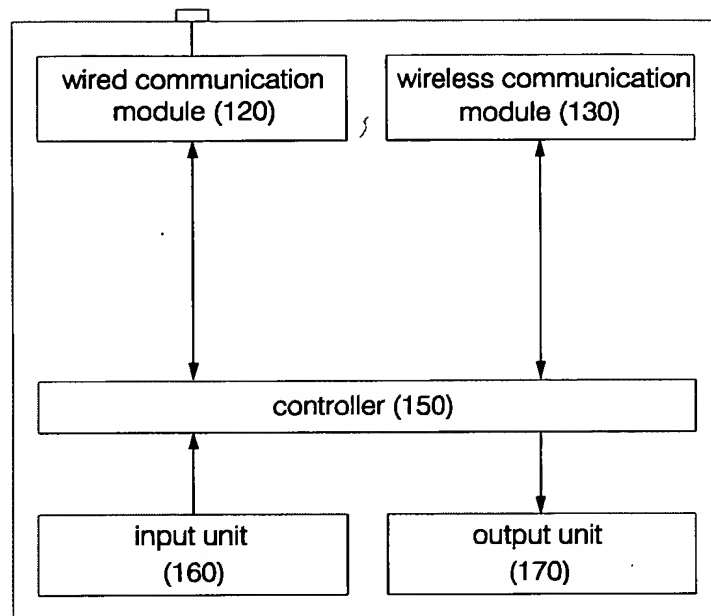 wired communication
module (120)
wireless communication
module (130)
controller (150)
input unit
(160)
output unit
(170)